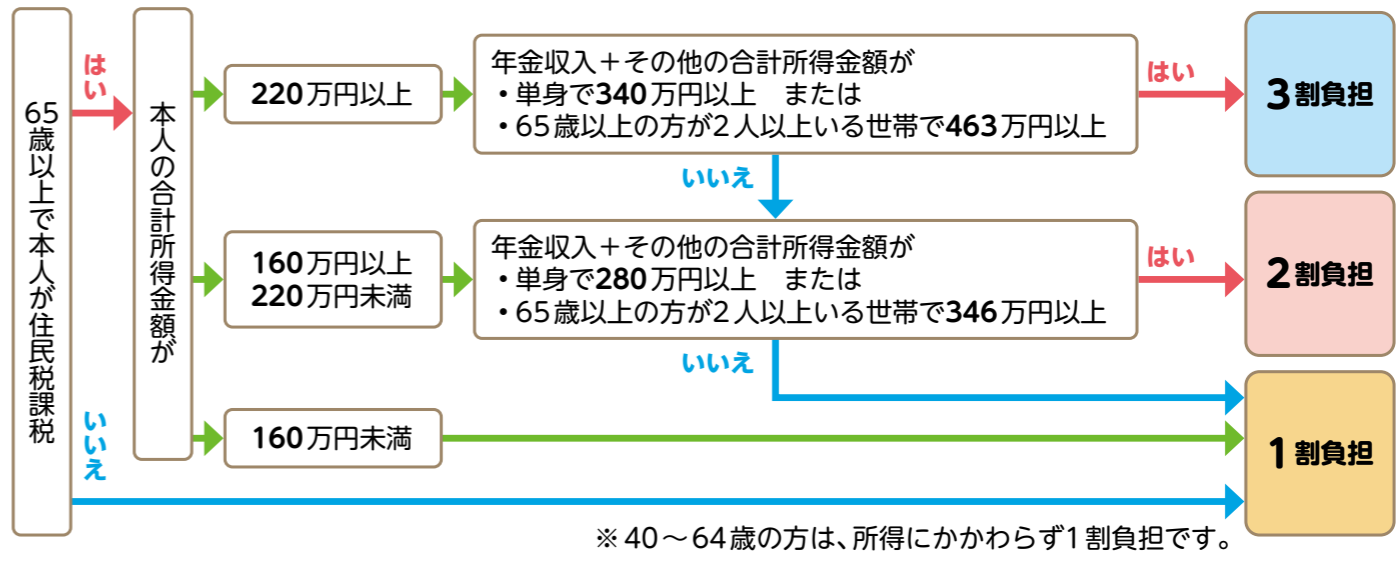 65歳以上で本人が住民税課税
はい
いいえ
本人の合計所得金額が
220万円以上
年金収入＋その他の合計所得金額が
・単身で340万円以上　または
・65歳以上の方が2人以上いる世帯で463万円以上
はい
3割負担
いいえ
160万円以上
220万円未満
年金収入＋その他の合計所得金額が
・単身で280万円以上　または
・65歳以上の方が2人以上いる世帯で346万円以上
はい
2割負担
いいえ
160万円未満
1割負担
※40～64歳の方は、所得にかかわらず1割負担です。